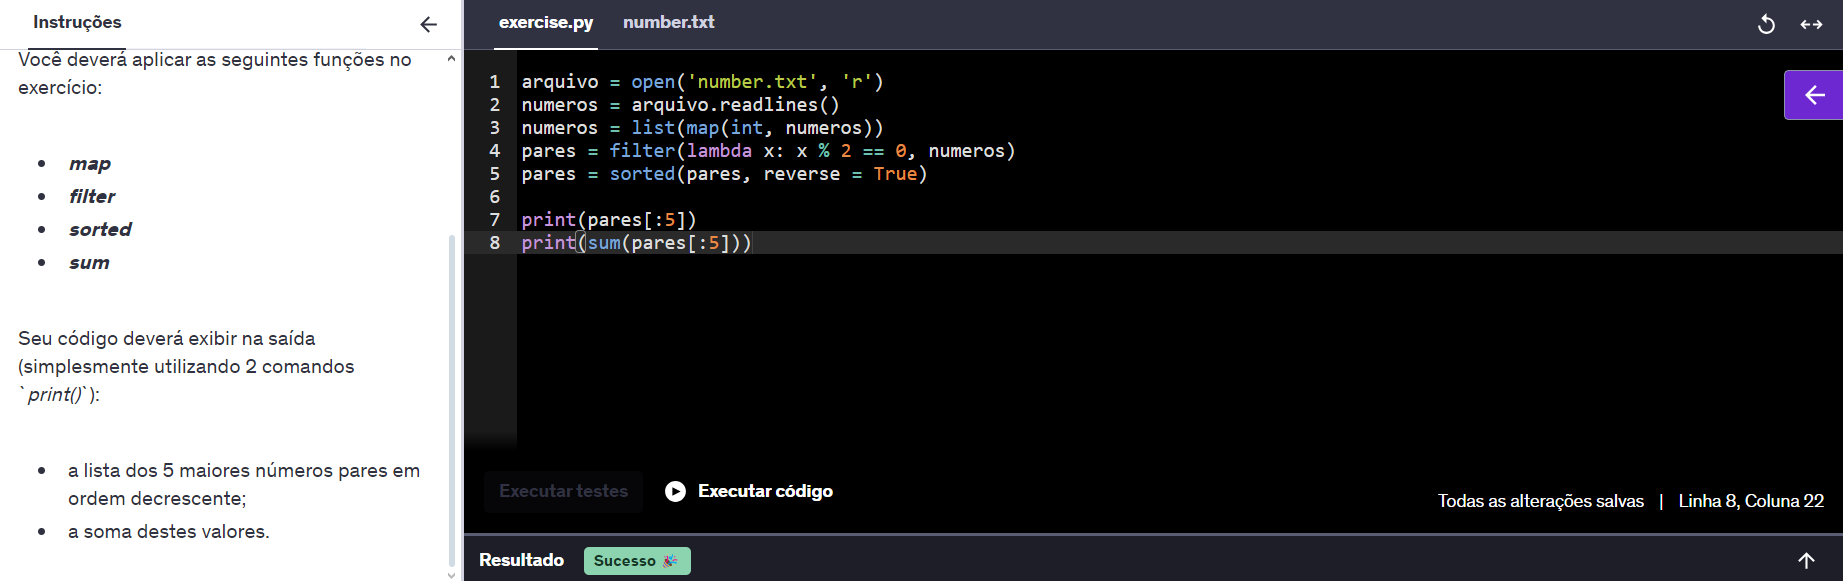 Instruções
Você deverá aplicar as seguintes funções no
exercício:
map
filter
sorted
sum
Seu código deverá exibir na saída
(simplesmente utilizando 2 comandos
`print()`):
a lista dos 5 maiores números pares em
ordem decrescente;
a soma destes valores.
exercise.py number.txt
1 arquivo = open('number.txt', 'r')
2 numeros = arquivo.readlines()
3 numeros = list(map(int, numeros))
4 pares = filter(lambda x: x % 2 == 0, numeros)
5 pares = sorted(pares, reverse = True)
6
7 print(pares[:5])
8 print(sum(pares[:5]))
Executar testes Executar código
Todas as alterações salvas | Linha 8, Coluna 22
Resultado Sucesso